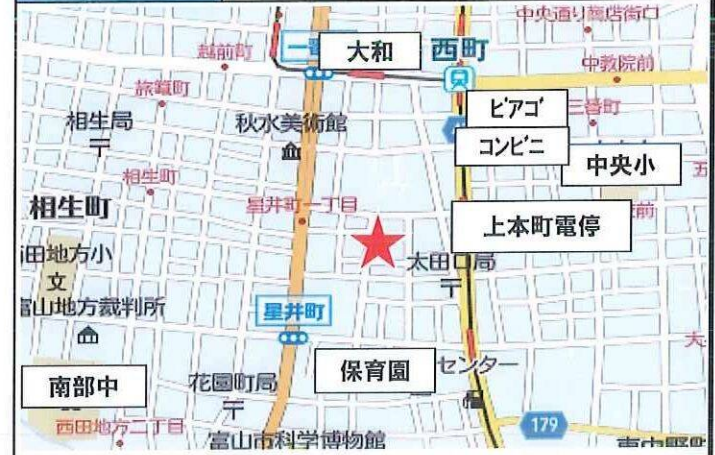 中央通り商店街口
越前町
大和
西町
中教院前
旅籠町
ピアゴ
三番町
相生局
秋水美術館
コンビニ
中央小
相生町
相生町
星井町一丁目
上本町電停
太田口局
田地方小
文
富山地方裁判所
星井町
保育園
センター
南部中
花園町局
179
西田地方二丁目
富山市科学博物館
東中野町